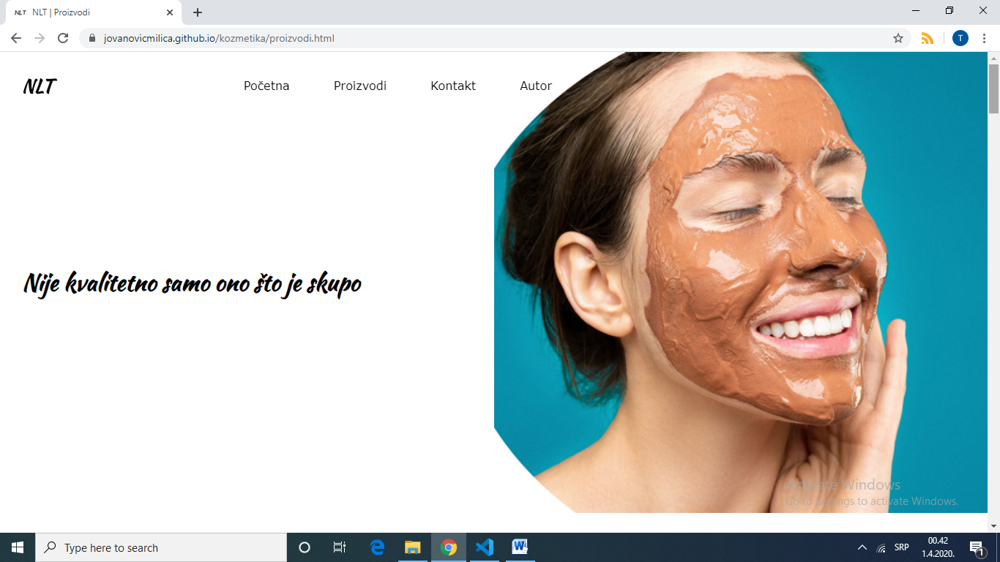 NLT NLT | Proizvodi
jovanovicmilica.github.io/kozmetika/proizvodi.html
T
NLT
Početna
Proizvodi
Kontakt
Autor
Nije kvalitetno samo ono što je skupo
Activate Windows
Go to Settings to activate Windows.
Type here to search
SRP
00.42
1.4.2020.
1